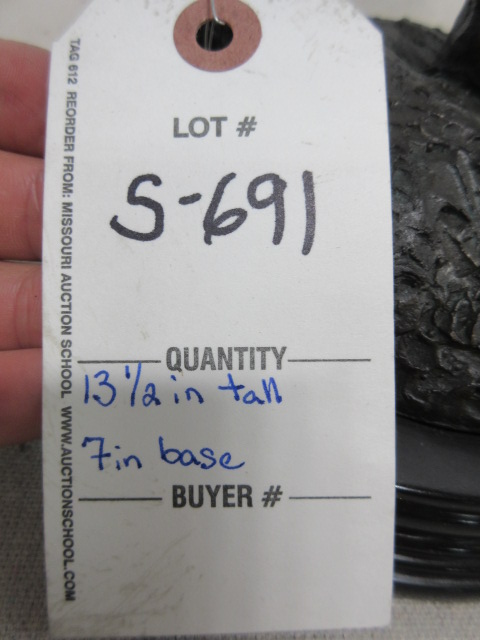 LOT #
S-691
QUANTITY
13 1/2 in tall
7in base
BUYER #
TAG 612 REORDER FROM: MISSOURI AUCTION SCHOOL WWW.AUCTIONSCHOOL.COM